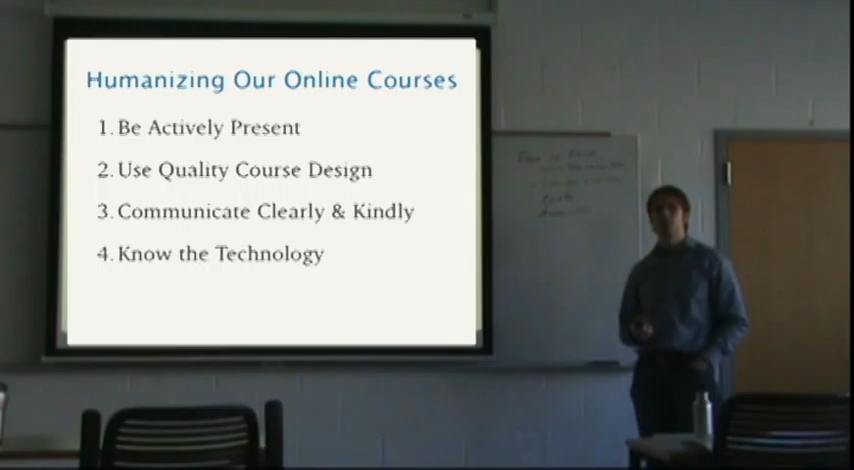 Humanizing Our Online Courses
1. Be Actively Present
2. Use Quality Course Design
3. Communicate Clearly & Kindly
4. Know the Technology